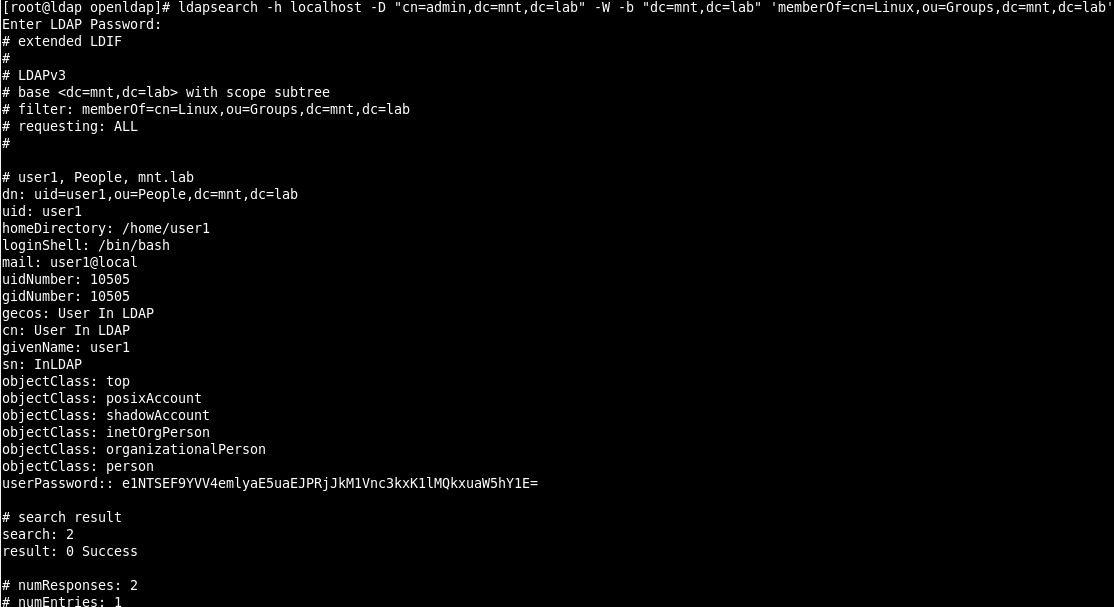 [root@ldap openldap]# ldapsearch -h localhost -D "cn=admin,dc=mnt,dc=lab" -W -b "dc=mnt,dc=lab" 'memberOf=cn=Linux,ou=Groups,dc=mnt,dc=lab'
Enter LDAP Password:
# extended LDIF
#
# LDAPv3
# base <dc=mnt,dc=lab> with scope subtree
# filter: memberOf=cn=Linux,ou=Groups,dc=mnt,dc=lab
# requesting: ALL
#
# user1, People, mnt.lab
dn: uid=user1,ou=People,dc=mnt,dc=lab
uid: user1
homeDirectory: /home/user1
loginShell: /bin/bash
mail: user1@local
uidNumber: 10505
gidNumber: 10505
gecos: User In LDAP
cn: User In LDAP
givenName: user1
sn: InLDAP
objectClass: top
objectClass: posixAccount
objectClass: shadowAccount
objectClass: inetOrgPerson
objectClass: organizationalPerson
objectClass: person
userPassword:: e1NTSEF9YVV4emlyaE5uaEJPRjJkM1Vnc3kxK1lMQkxuaW5hY1E=
# search result
search: 2
result: 0 Success
# numResponses: 2
# numEntries: 1